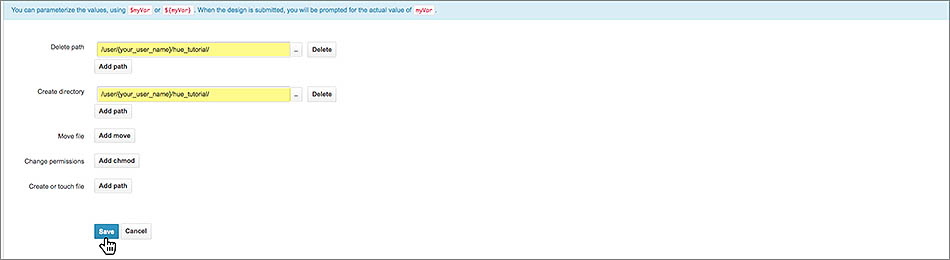 You can parameterize the values, using $myVar or ${myVar}. When the design is submitted, you will be prompted for the actual value of myVar.
Delete path /user/{your_user_name}/hue_tutorial/ .. Delete
Add path
Create directory /user/{your_user_name}/hue_tutorial/ .. Delete
Add path
Move file Add move
Change permissions Add chmod
Create or touch file Add path
Save Cancel